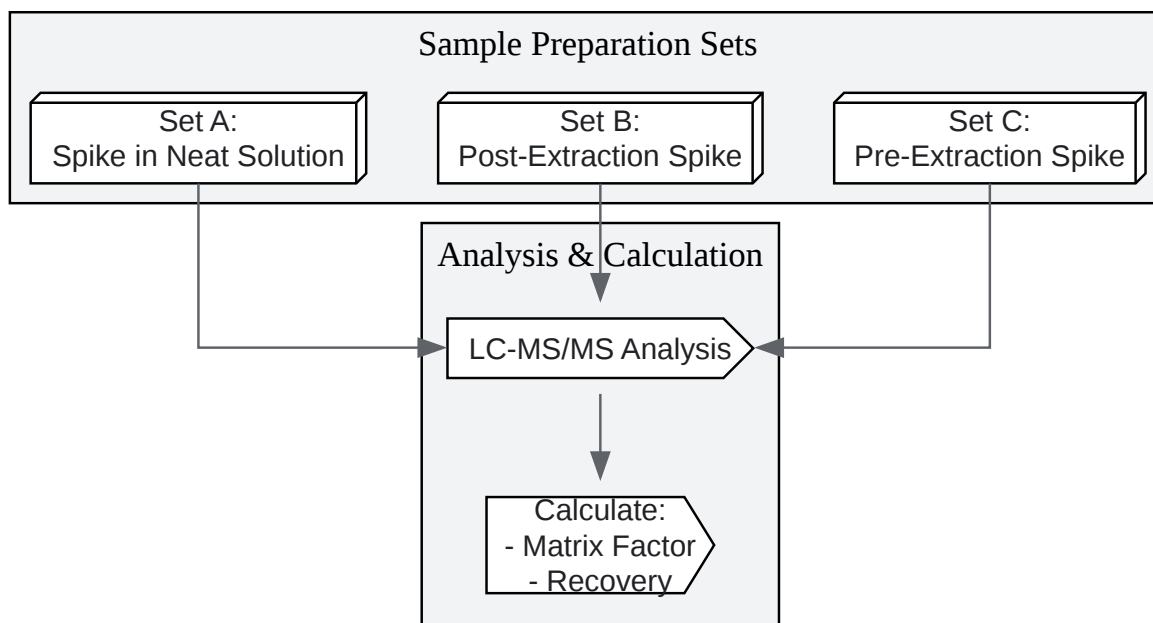 Sample Preparation Sets
Set A:
Spike in Neat Solution
Set B:
Post-Extraction Spike
Set C:
Pre-Extraction Spike
Analysis & Calculation
LC-MS/MS Analysis
Calculate:
- Matrix Factor
- Recovery